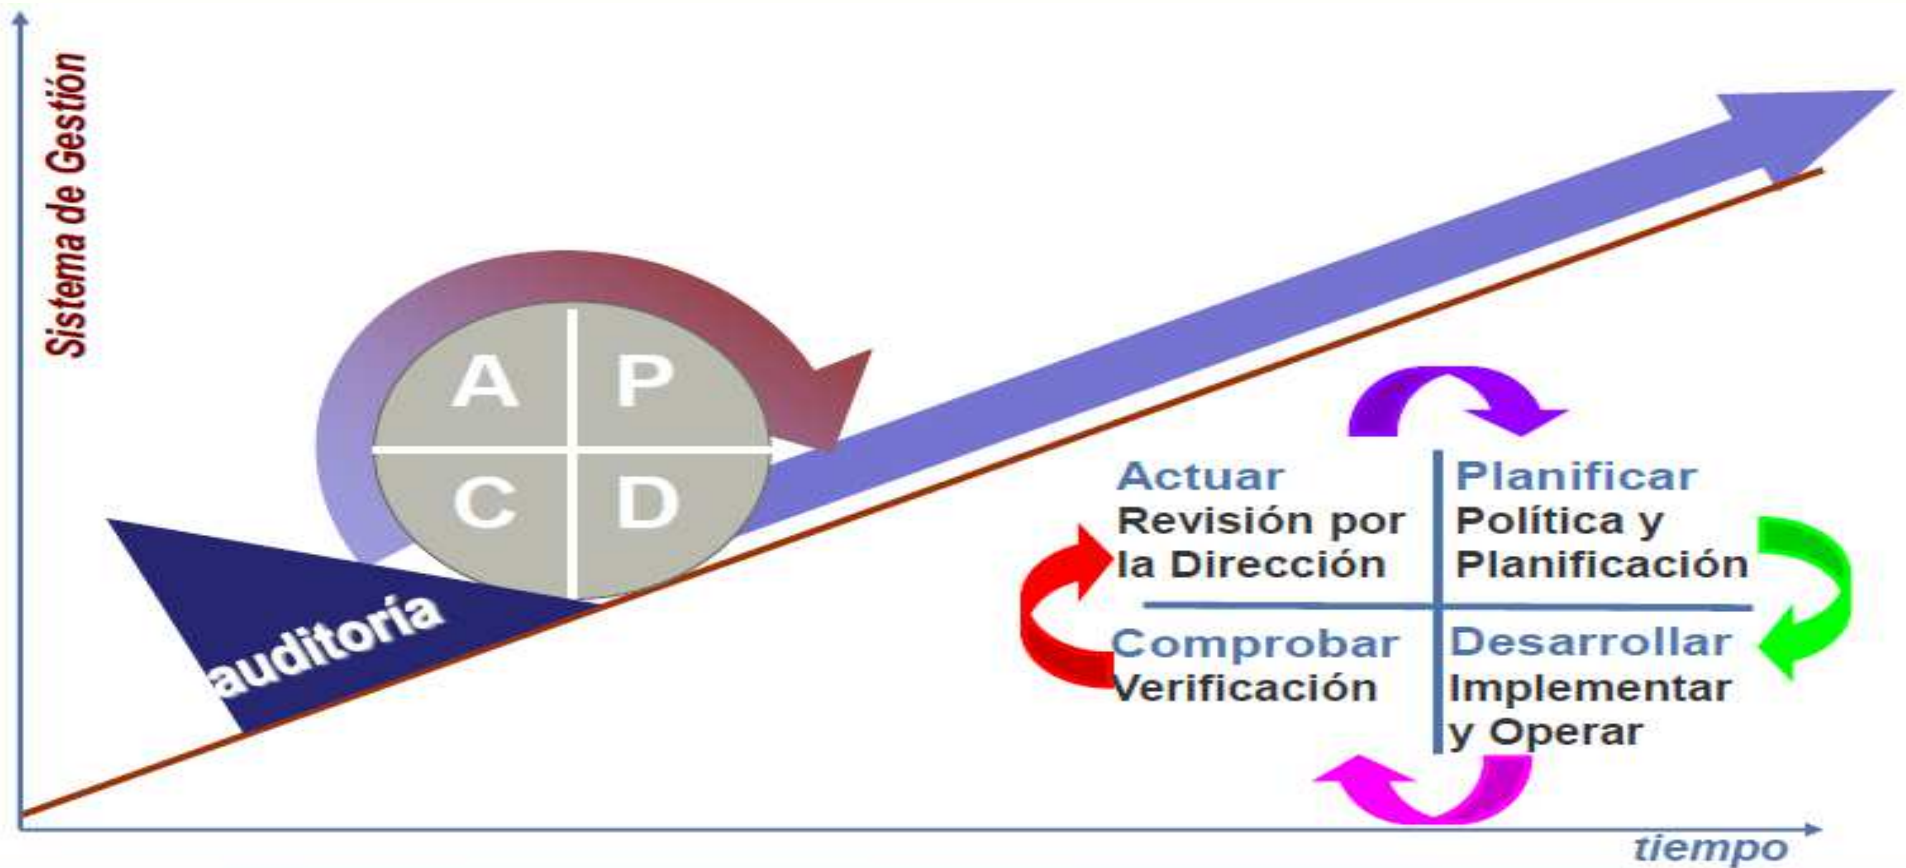 Sistema de Gestión
A P
C D
auditoría
Actuar
Revisión por
la Dirección
Planificar
Política y
Planificación
Comprobar
Verificación
Desarrollar
Implementar
y Operar
tiempo